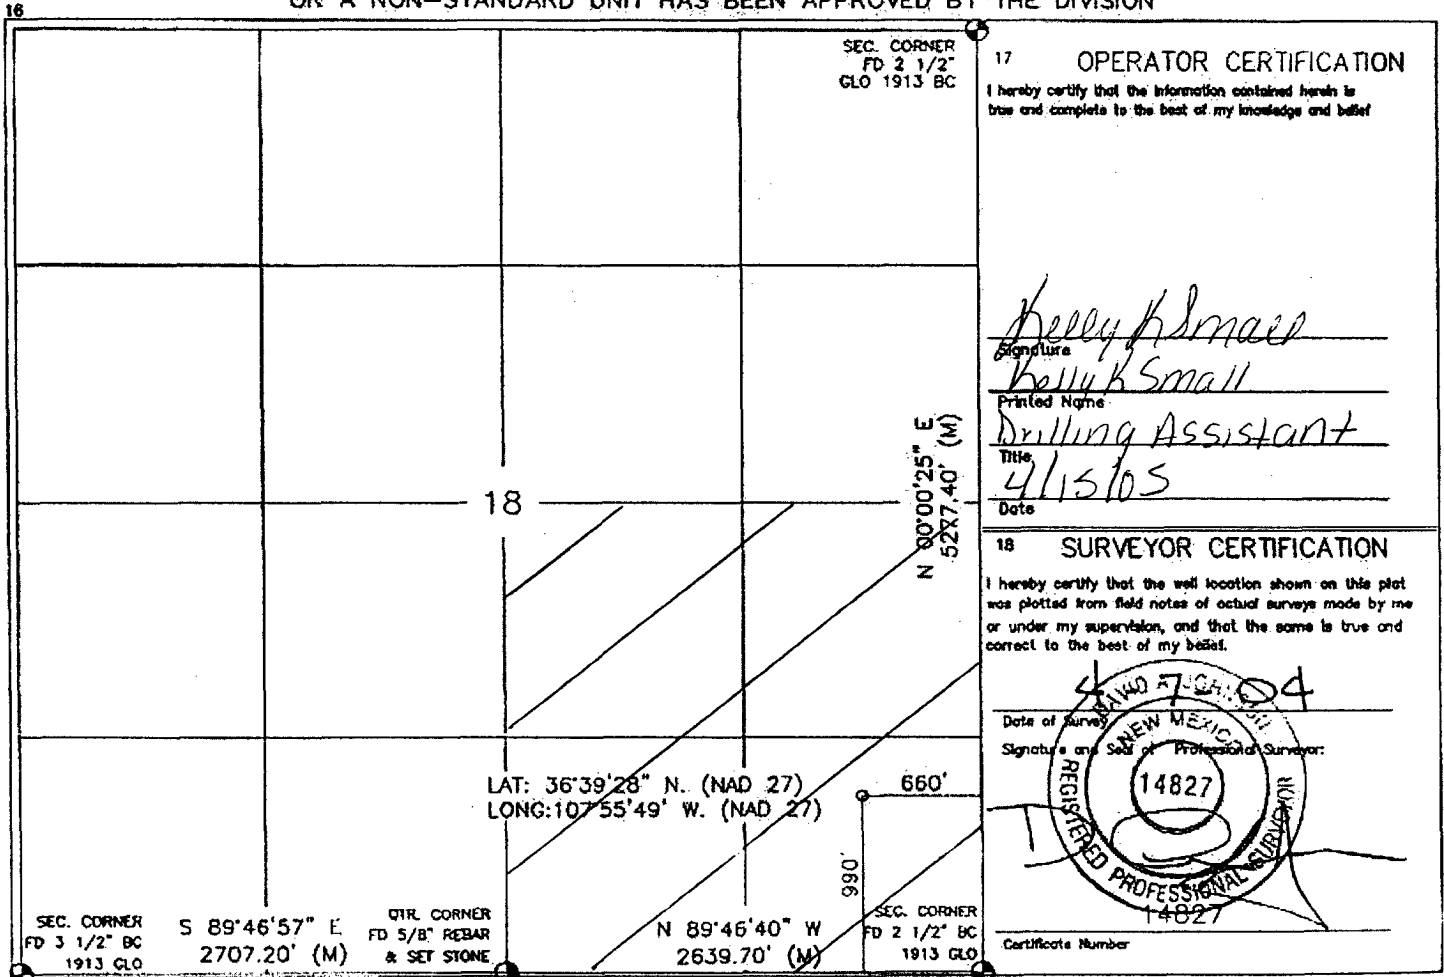 OR A NON-STANDARD UNIT HAS BEEN APPROVED BY THE DIVISION
16
SEC. CORNER
FD 2 1/2"
GLO 1913 BC
18
N 00°00'25" E
5277.40' (M)
LAT: 36°39'28" N. (NAD 27)
LONG:107°55'49' W. (NAD 27)
660'
990'
SEC. CORNER
FD 3 1/2" BC
1913 GLO
S 89°46'57" E
2707.20' (M)
QTR. CORNER
FD 5/8" REBAR
& SET STONE
N 89°46'40" W
2639.70' (M)
SEC. CORNER
FD 2 1/2" BC
1913 GLO
17 OPERATOR CERTIFICATION
I hereby certify that the information contained herein is
true and complete to the best of my knowledge and belief
Kelly K Small
Signature
Kelly K Small
Printed Name
Drilling Assistant
Title
4/15/05
Date
18 SURVEYOR CERTIFICATION
I hereby certify that the well location shown on this plat
was plotted from field notes of actual surveys made by me
or under my supervision, and that the same is true and
correct to the best of my belief.
4 7-04
Date of Survey
Signature and Seal of Professional Surveyor:
DAVID A. JOHNSON
NEW MEXICO
14827
REGISTERED PROFESSIONAL SURVEYOR
14827
Certificate Number